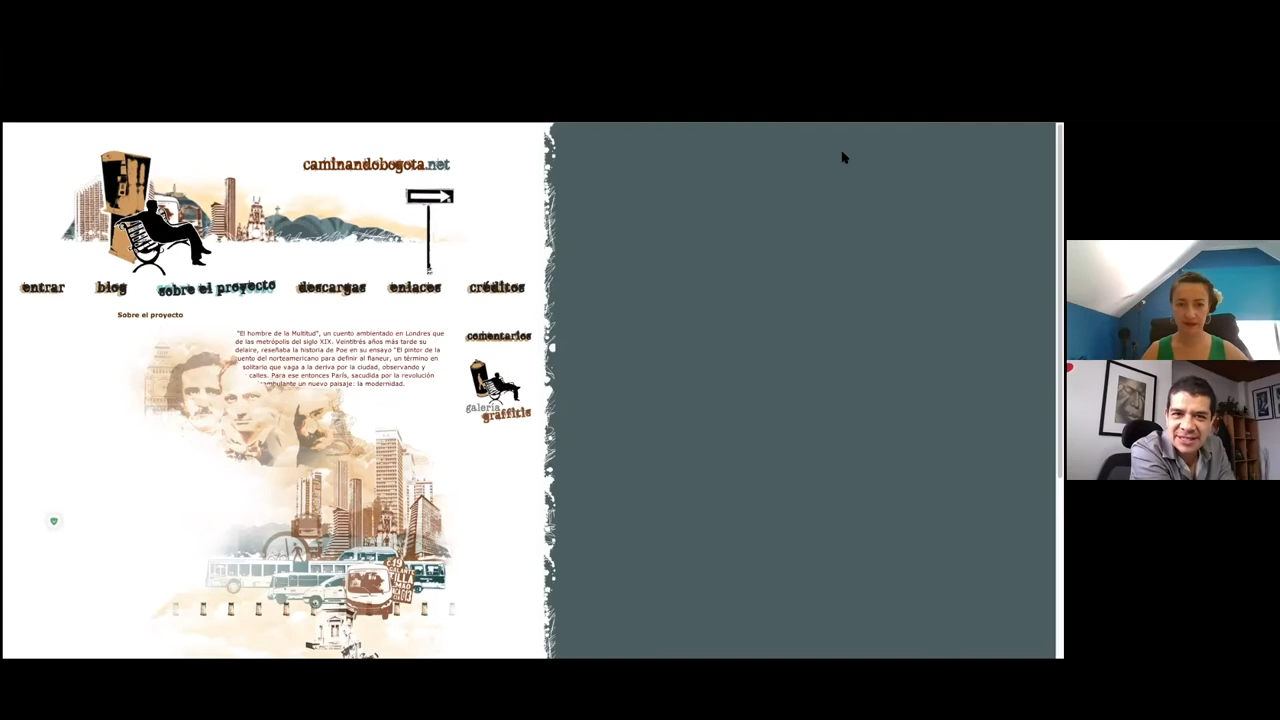 caminandobogota.net
entrar blog sobre el proyecto descargas enlaces créditos
Sobre el proyecto
comentarios
"El hombre de la Multitud", un cuento ambientado en Londres que
de las metrópolis del siglo XIX. Veintitrés años más tarde su
delaire, reseñaba la historia de Poe en su ensayo "El pintor de la
uento del norteamericano para definir al flaneur, un término en
solitario que vaga a la deriva por la ciudad, observando y
calles. Para ese entonces París, sacudida por la revolución
ambulante un nuevo paisaje: la modernidad.
galería
graffitis